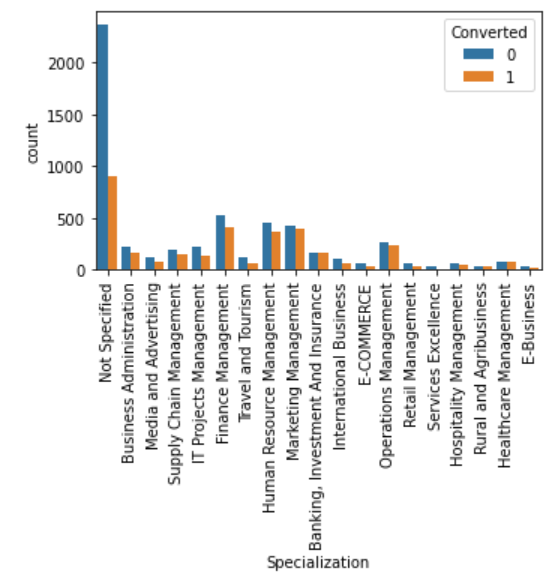 Converted
0
1
2000
1500
1000
500
0
count
Not Specified
Business Administration
Media and Advertising
Supply Chain Management
IT Projects Management
Finance Management
Travel and Tourism
Human Resource Management
Marketing Management
Banking, Investment And Insurance
International Business
E-COMMERCE
Operations Management
Retail Management
Services Excellence
Hospitality Management
Rural and Agribusiness
Healthcare Management
E-Business
Specialization